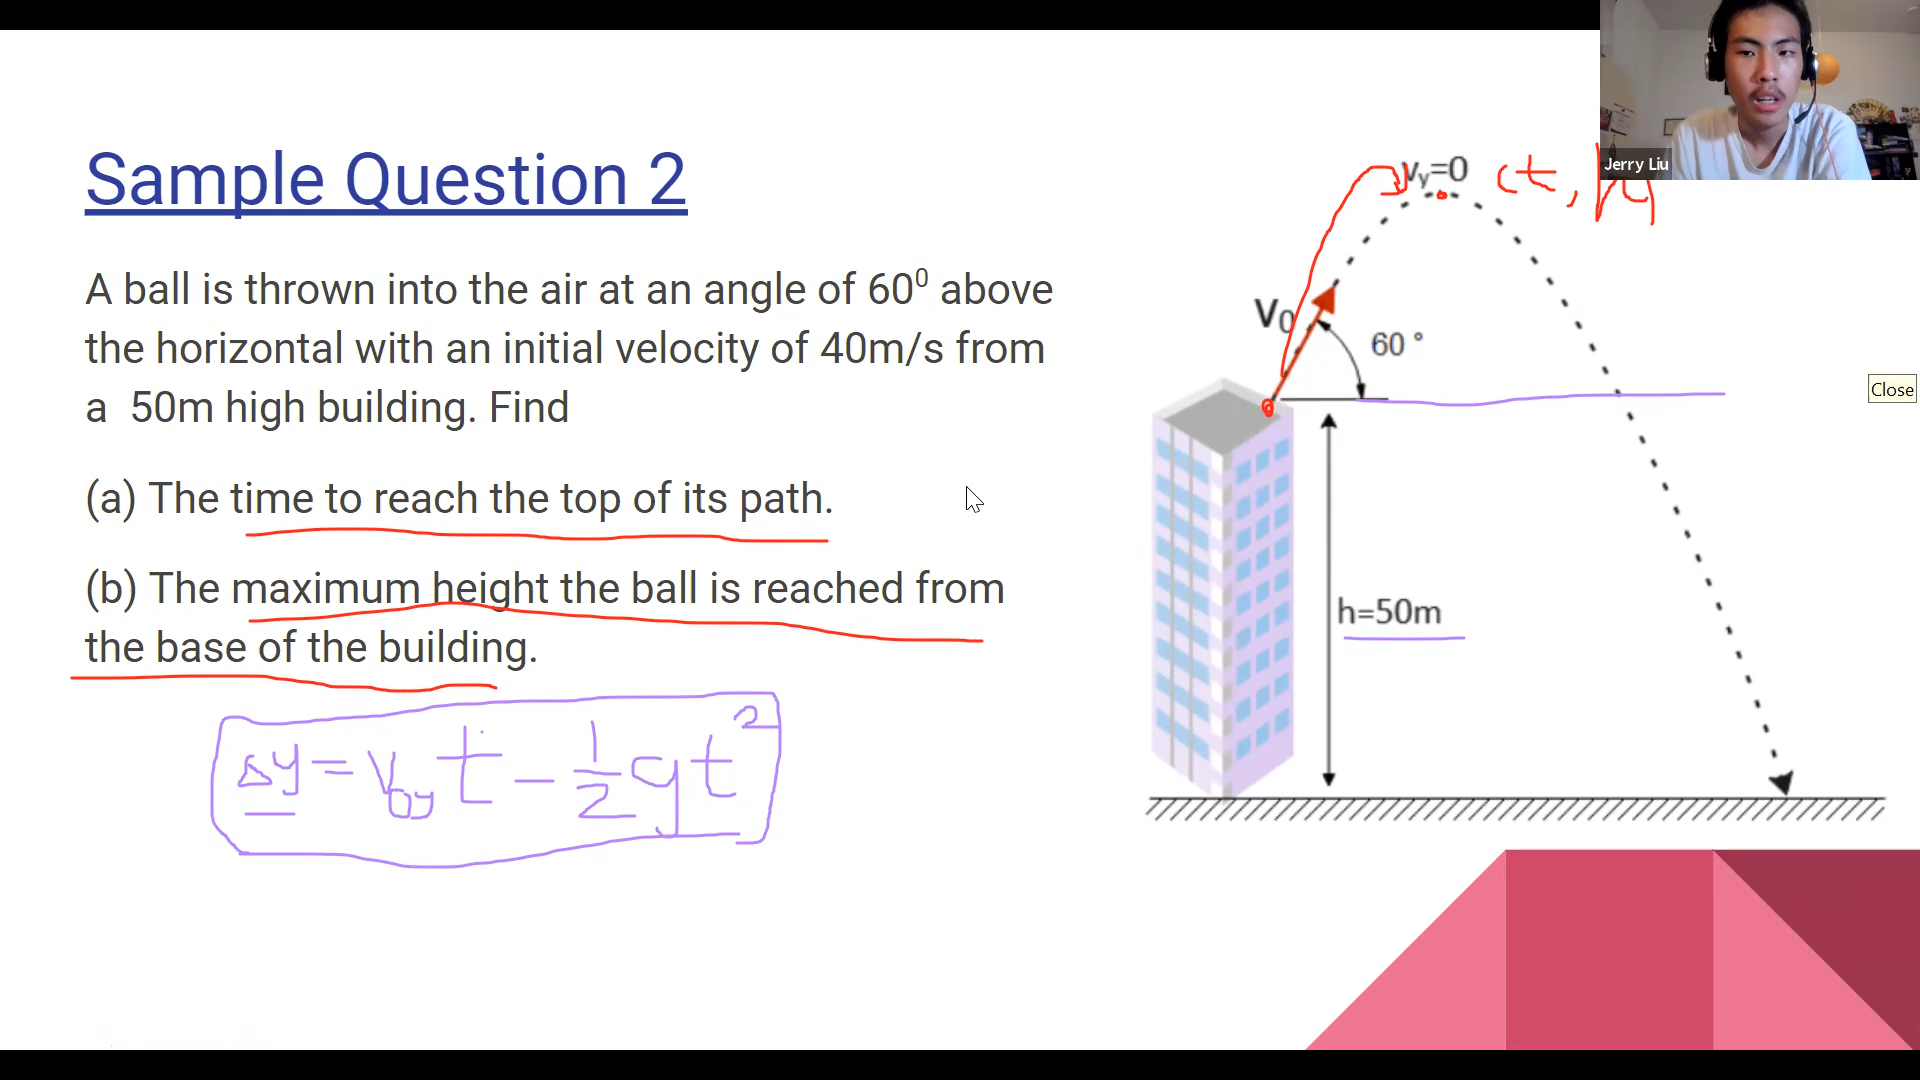 Sample Question 2
A ball is thrown into the air at an angle of 60⁰ above
the horizontal with an initial velocity of 40m/s from
a 50m high building. Find
(a) The time to reach the top of its path.
(b) The maximum height the ball is reached from
the base of the building.
Δy = V₀y t - 1/2 gt²
Jerry Liu
vy=0
(t, H)
V0
60 °
h=50m
Close